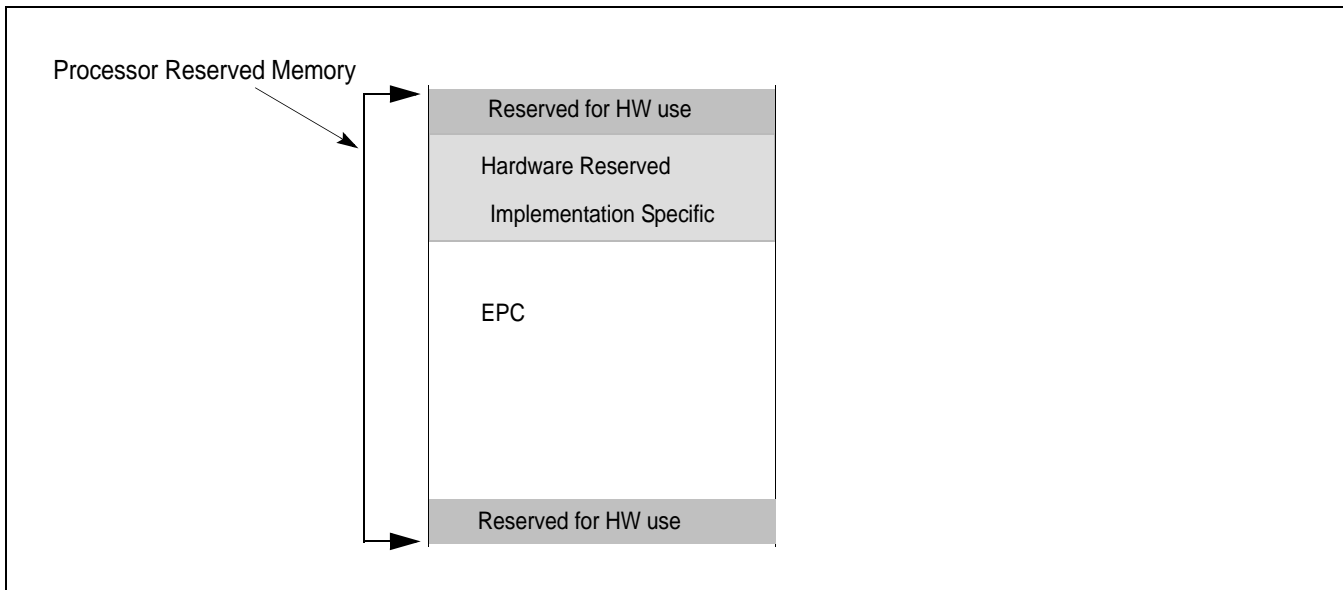 Processor Reserved Memory
Reserved for HW use
Hardware Reserved
Implementation Specific
EPC
Reserved for HW use